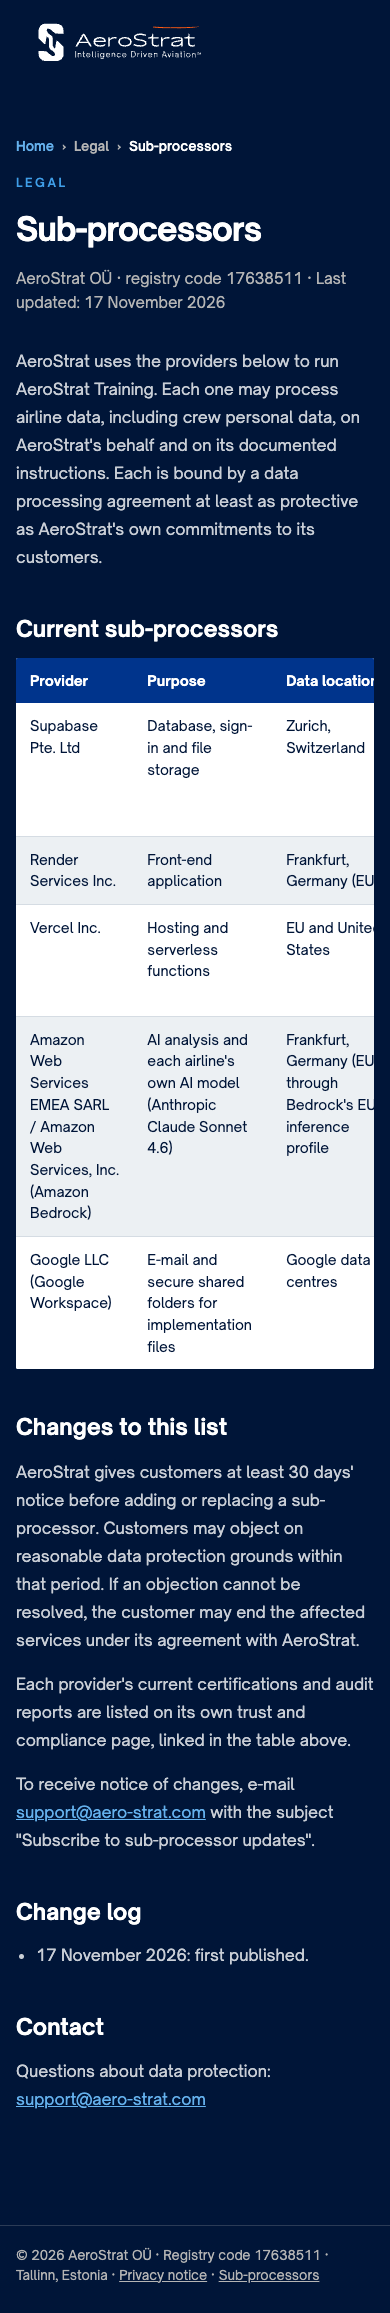 AeroStrat
Intelligence Driven Aviation™
Home › Legal › Sub-processors
LEGAL
Sub-processors
AeroStrat OÜ · registry code 17638511 · Last
updated: 17 November 2026
AeroStrat uses the providers below to run
AeroStrat Training. Each one may process
airline data, including crew personal data, on
AeroStrat's behalf and on its documented
instructions. Each is bound by a data
processing agreement at least as protective
as AeroStrat's own commitments to its
customers.
Current sub-processors
Provider Purpose Data location
Supabase Database, sign- Zurich,
Pte. Ltd in and file Switzerland
storage
Render Front-end Frankfurt,
Services Inc. application Germany (EU
Vercel Inc. Hosting and EU and United
serverless States
functions
Amazon AI analysis and Frankfurt,
Web each airline's Germany (EU
Services own AI model through
EMEA SARL (Anthropic Bedrock's EU
/ Amazon Claude Sonnet inference
Web 4.6) profile
Services, Inc.
(Amazon
Bedrock)
Google LLC E-mail and Google data
(Google secure shared centres
Workspace) folders for
implementation
files
Changes to this list
AeroStrat gives customers at least 30 days'
notice before adding or replacing a sub-
processor. Customers may object on
reasonable data protection grounds within
that period. If an objection cannot be
resolved, the customer may end the affected
services under its agreement with AeroStrat.
Each provider's current certifications and audit
reports are listed on its own trust and
compliance page, linked in the table above.
To receive notice of changes, e-mail
support@aero-strat.com with the subject
"Subscribe to sub-processor updates".
Change log
• 17 November 2026: first published.
Contact
Questions about data protection:
support@aero-strat.com
© 2026 AeroStrat OÜ · Registry code 17638511 ·
Tallinn, Estonia · Privacy notice · Sub-processors